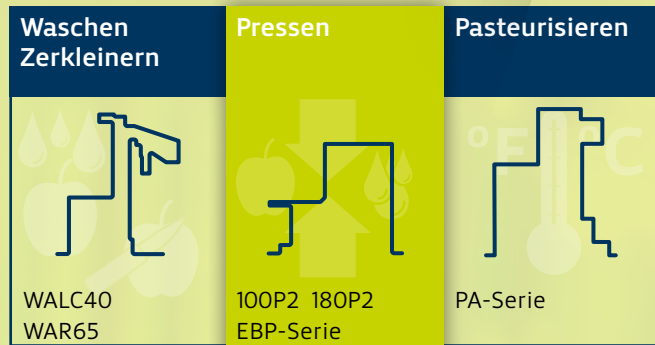 Waschen
Zerkleinern
Pressen
Pasteurisieren
°F °C
WALC40
WAR65
100P2 180P2
EBP-Serie
PA-Serie